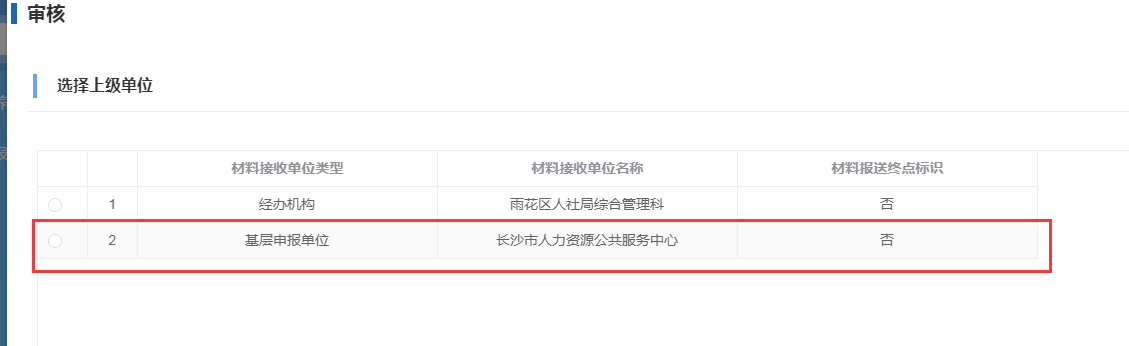 审核
选择上级单位
材料接收单位类型 材料接收单位名称 材料报送终点标识
1 经办机构 雨花区人社局综合管理科 否
2 基层申报单位 长沙市人力资源公共服务中心 否